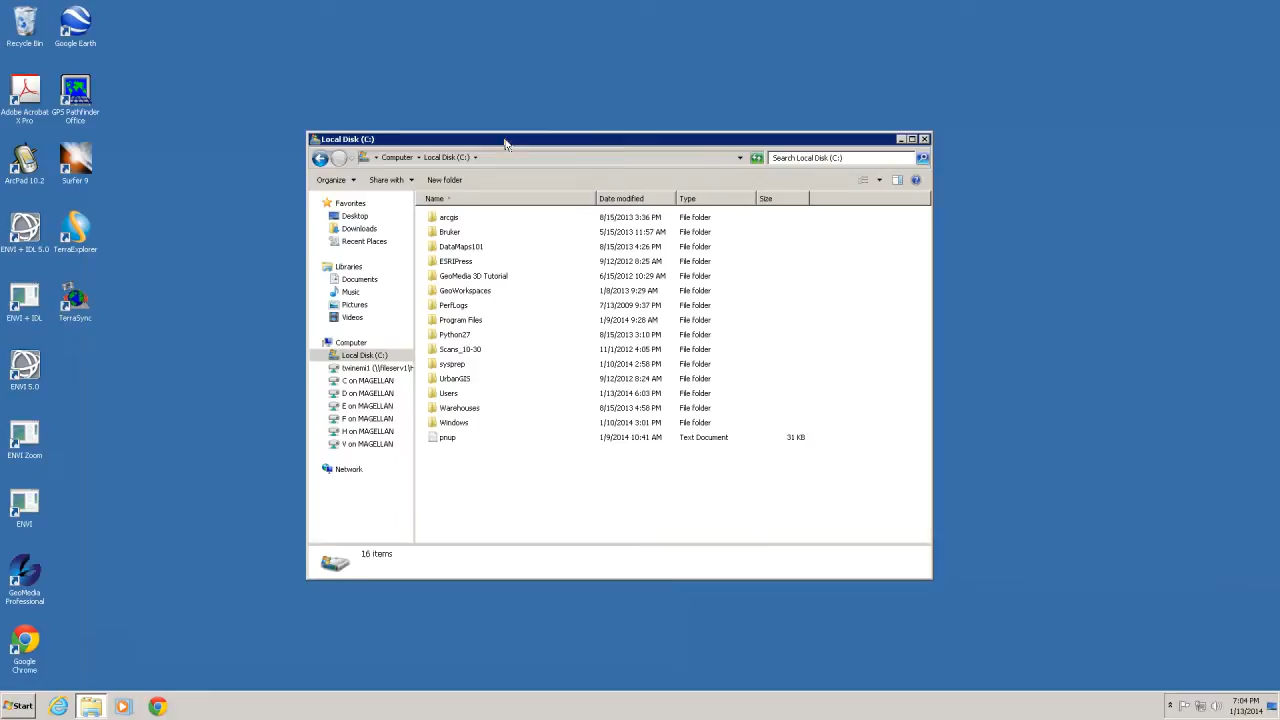 Recycle Bin
Google Earth
Adobe Acrobat
X Pro
GPS Pathfinder
Office
ArcPad 10.2
Surfer 9
ENVI + IDL 5.0
TerraExplorer
ENVI + IDL
TerraSync
ENVI 5.0
ENVI Zoom
ENVI
GeoMedia
Professional
Google
Chrome
Local Disk (C:)
Computer Local Disk (C:)
Search Local Disk (C:)
Organize Share with New folder
Favorites
Desktop
Downloads
Recent Places
Libraries
Documents
Music
Pictures
Videos
Computer
Local Disk (C:)
twinemi1 (\\fileserv1\
C on MAGELLAN
D on MAGELLAN
E on MAGELLAN
F on MAGELLAN
H on MAGELLAN
V on MAGELLAN
Network
Name Date modified Type Size
arcgis 8/15/2013 3:36 PM File folder
Bruker 5/15/2013 11:57 AM File folder
DataMaps101 8/15/2013 4:26 PM File folder
ESRIPress 9/12/2012 8:25 AM File folder
GeoMedia 3D Tutorial 6/15/2012 10:29 AM File folder
GeoWorkspaces 1/8/2013 9:29 AM File folder
PerfLogs 7/13/2009 9:37 PM File folder
Program Files 1/9/2014 9:28 AM File folder
Python27 8/15/2013 3:10 PM File folder
Scans_10-30 11/1/2012 4:05 PM File folder
sysprep 1/10/2014 2:58 PM File folder
UrbanGIS 9/12/2012 8:24 AM File folder
Users 1/13/2014 6:03 PM File folder
Warehouses 8/15/2013 4:58 PM File folder
Windows 1/10/2014 3:01 PM File folder
pnup 1/9/2014 10:41 AM Text Document 31 KB
16 items
Start
7:04 PM
1/13/2014